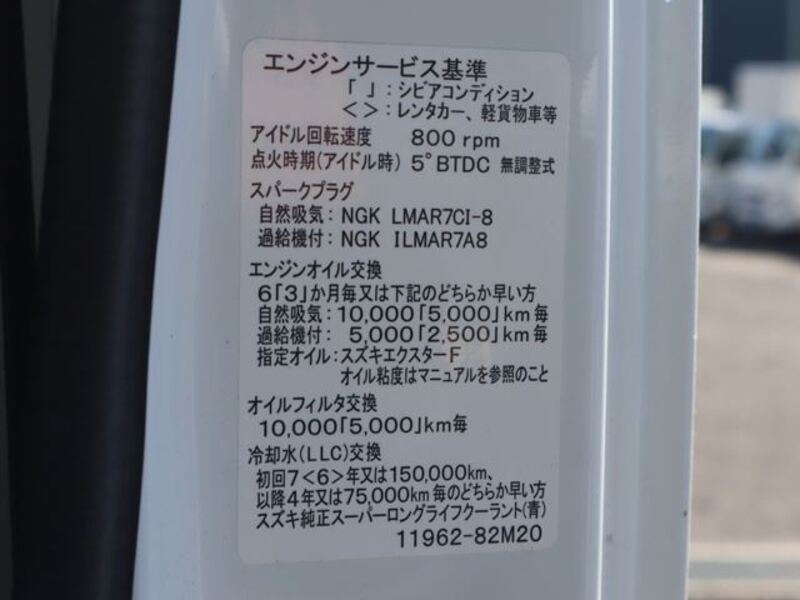 エンジンサービス基準
「 」:シビアコンディション
< >:レンタカー、軽貨物車等
アイドル回転速度 800 rpm
点火時期(アイドル時) 5°BTDC 無調整式
スパークプラグ
自然吸気:NGK LMAR7CI-8
過給機付:NGK ILMAR7A8
エンジンオイル交換
6「3」か月毎又は下記のどちらか早い方
自然吸気:10,000「5,000」km毎
過給機付: 5,000「2,500」km毎
指定オイル:スズキエクスターF
オイル粘度はマニュアルを参照のこと
オイルフィルタ交換
10,000「5,000」km毎
冷却水(LLC)交換
初回7<6>年又は150,000km、
以降4年又は75,000km毎のどちらか早い方
スズキ純正スーパーロングライフクーラント(青)
11962-82M20